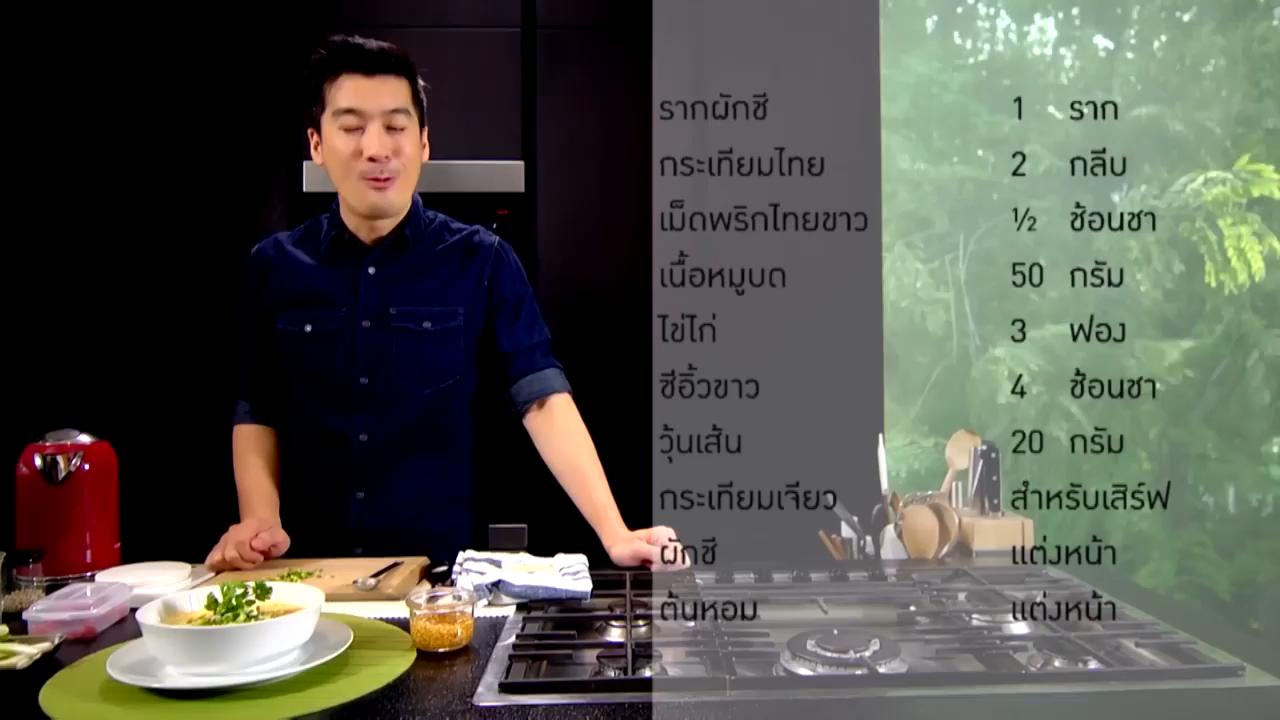 รากผักชี 1 ราก
กระเทียมไทย 2 กลีบ
เม็ดพริกไทยขาว ½ ช้อนชา
เนื้อหมูบด 50 กรัม
ไข่ไก่ 3 ฟอง
ซีอิ้วขาว 4 ช้อนชา
วุ้นเส้น 20 กรัม
กระเทียมเจียว สำหรับเสิร์ฟ
ผักชี แต่งหน้า
ต้นหอม แต่งหน้า